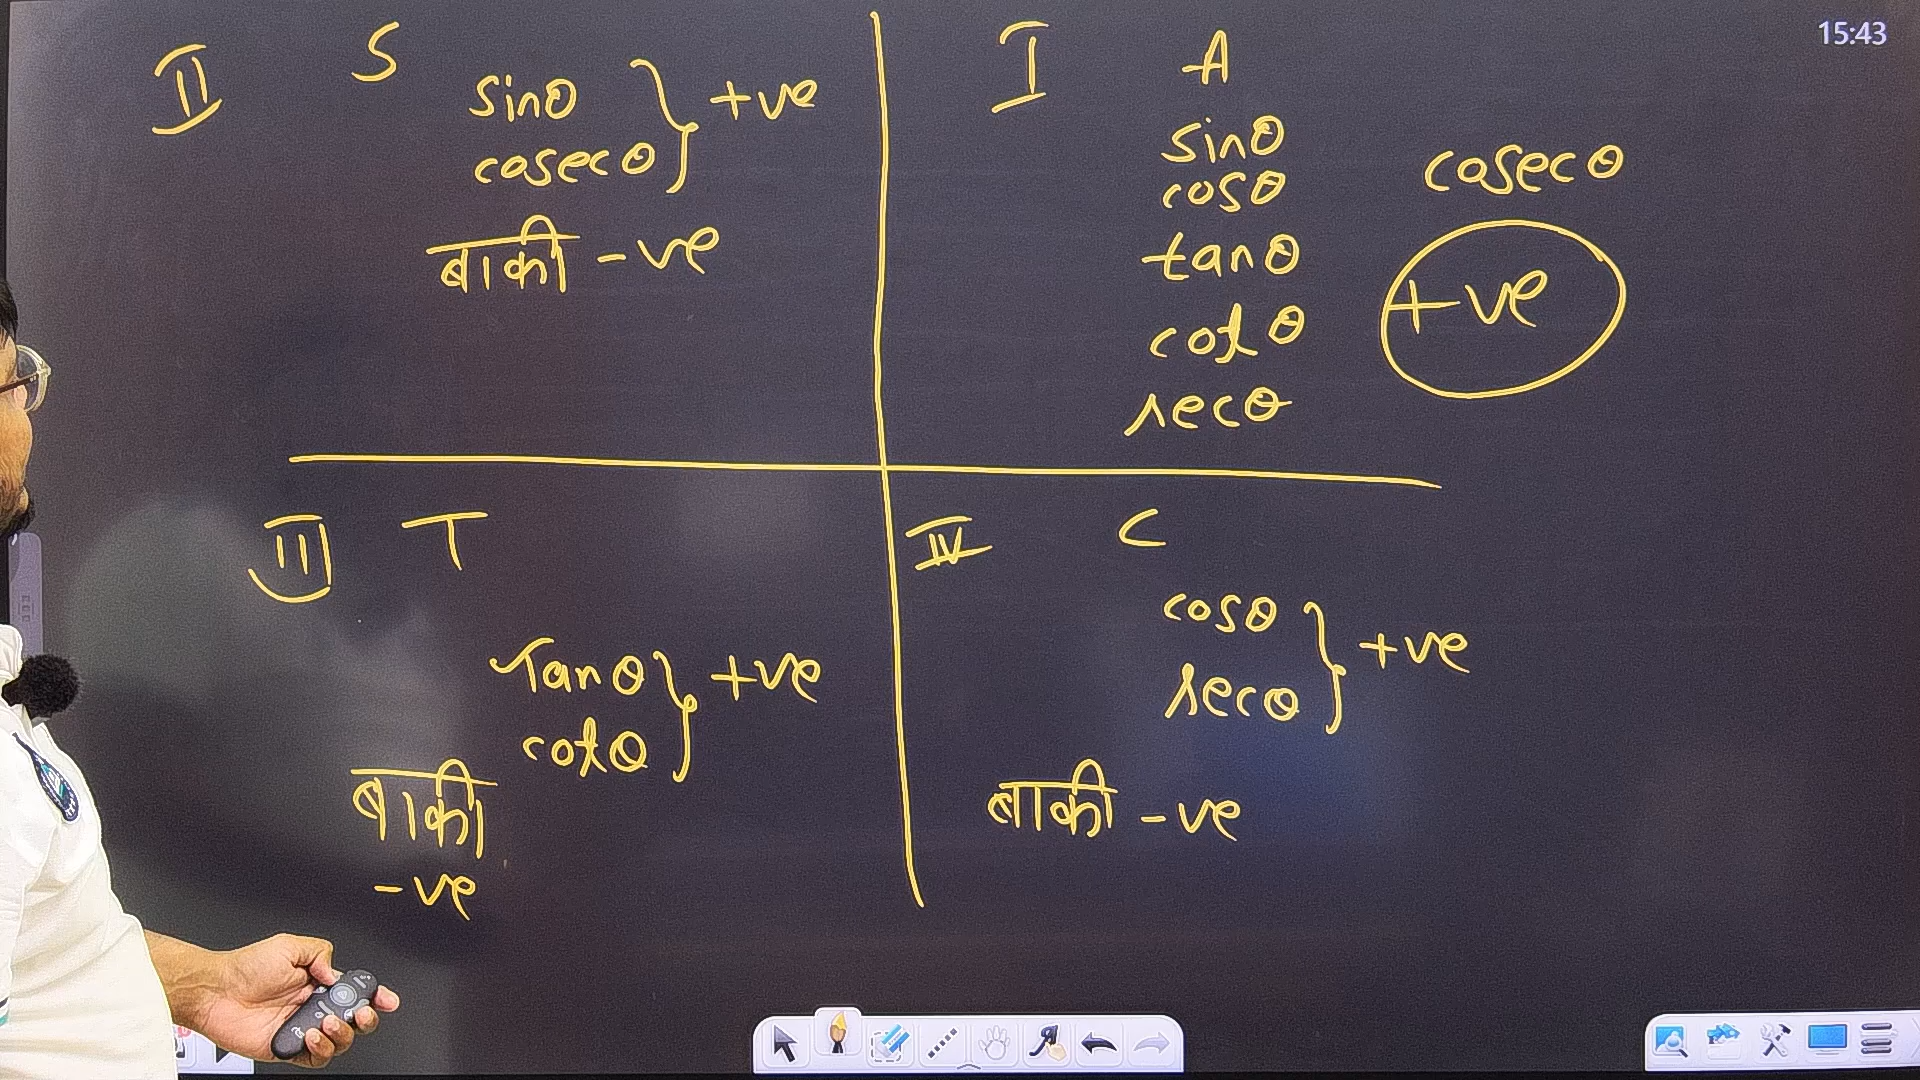 15:43
II S
sinθ
cosecθ
+ve
बाकी -ve
I A
sinθ
cosθ
tanθ
cotθ
secθ
cosecθ
+ve
III T
Tanθ
cotθ
+ve
बाकी
-ve
IV C
cosθ
secθ
+ve
बाकी -ve